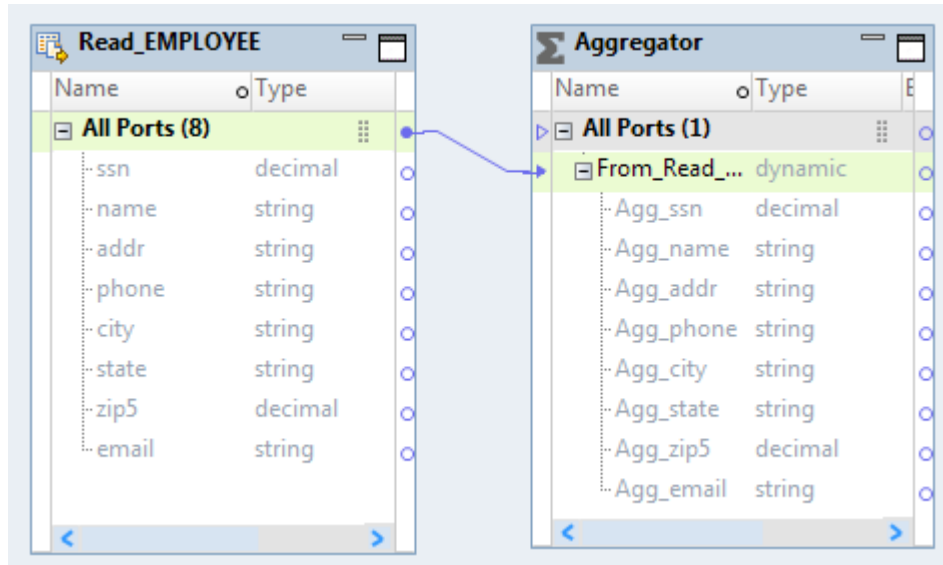 Read_EMPLOYEE
Name Type
All Ports (8)
ssn decimal
name string
addr string
phone string
city string
state string
zip5 decimal
email string
Aggregator
Name Type
All Ports (1)
From_Read_... dynamic
Agg_ssn decimal
Agg_name string
Agg_addr string
Agg_phone string
Agg_city string
Agg_state string
Agg_zip5 decimal
Agg_email string